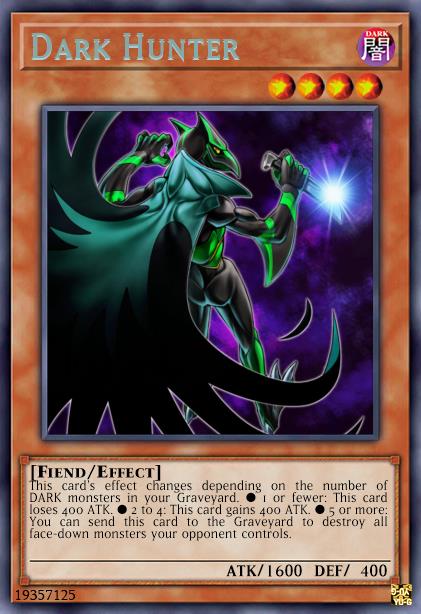 DARK HUNTER
DARK
闇
[FIEND/EFFECT]
This card's effect changes depending on the number of
DARK monsters in your Graveyard. ● 1 or fewer: This card
loses 400 ATK. ● 2 to 4: This card gains 400 ATK. ● 5 or more:
You can send this card to the Graveyard to destroy all
face-down monsters your opponent controls.
ATK/1600 DEF/ 400
19357125